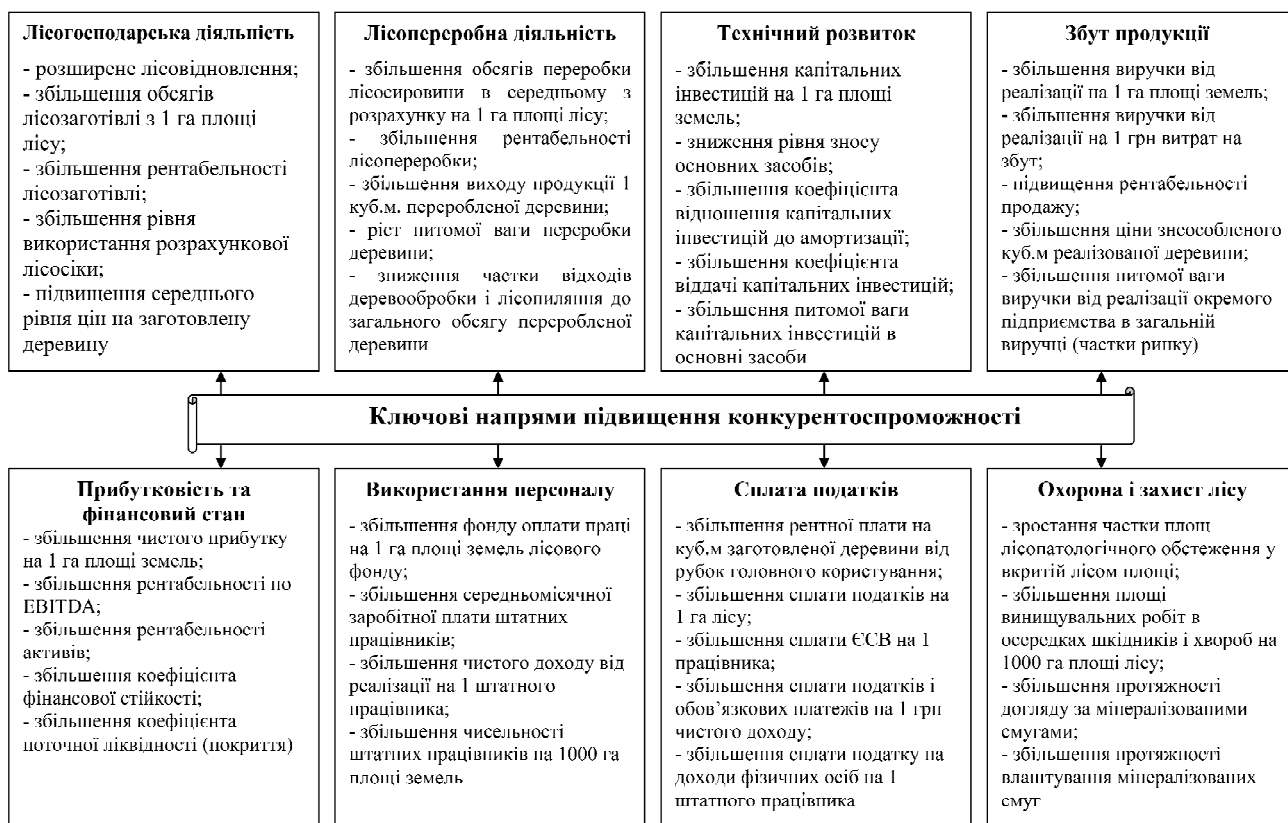 Лісогосподарська діяльність
- розширене лісовідновлення;
- збільшення обсягів
лісозаготівлі з 1 га площі
лісу;
- збільшення рентабельності
лісозаготівлі;
- збільшення рівня
використання розрахункової
лісосіки;
- підвищення середнього
рівня цін на заготовлену
деревину
Лісопереробна діяльність
- збільшення обсягів переробки
лісосировини в середньому з
розрахунку на 1 га площі лісу;
- збільшення рентабельності
лісопереробки;
- збільшення виходу продукції 1
куб.м. переробленої деревини;
- ріст питомої ваги переробки
деревини;
- зниження частки відходів
деревообробки і лісопиляння до
загального обсягу переробленої
деревини
Технічний розвиток
- збільшення капітальних
інвестицій на 1 га площі
земель;
- зниження рівня зносу
основних засобів;
- збільшення коефіцієнта
відношення капітальних
інвестицій до амортизації;
- збільшення коефіцієнта
віддачі капітальних інвестицій;
- збільшення питомої ваги
капітальних інвестицій в
основні засоби
Збут продукції
- збільшення виручки від
реалізації на 1 га площі земель;
- збільшення виручки від
реалізації на 1 грн витрат на
збут;
- підвищення рентабельності
продажу;
- збільшення ціни знеособленого
куб.м реалізованої деревини;
- збільшення питомої ваги
виручки від реалізації окремого
підприємства в загальній
виручці (частки ринку)
Ключові напрями підвищення конкурентоспроможності
Прибутковість та
фінансовий стан
- збільшення чистого прибутку
на 1 га площі земель;
- збільшення рентабельності по
EBITDA;
- збільшення рентабельності
активів;
- збільшення коефіцієнта
фінансової стійкості;
- збільшення коефіцієнта
поточної ліквідності (покриття)
Використання персоналу
- збільшення фонду оплати праці
на 1 га площі земель лісового
фонду;
- збільшення середньомісячної
заробітної плати штатних
працівників;
- збільшення чистого доходу від
реалізації на 1 штатного
працівника;
- збільшення чисельності
штатних працівників на 1000 га
площі земель
Сплата податків
- збільшення рентної плати на
куб.м заготовленої деревини від
рубок головного користування;
- збільшення сплати податків на
1 га лісу;
- збільшення сплати ЄСВ на 1
працівника;
- збільшення сплати податків і
обов’язкових платежів на 1 грн
чистого доходу;
- збільшення сплати податку на
доходи фізичних осіб на 1
штатного працівника
Охорона і захист лісу
- зростання частки площ
лісопатологічного обстеження у
вкритій лісом площі;
- збільшення площі
винищувальних робіт в
осередках шкідників і хвороб на
1000 га площі лісу;
- збільшення протяжності
догляду за мінералізованими
смугами;
- збільшення протяжності
влаштування мінералізованих
смуг